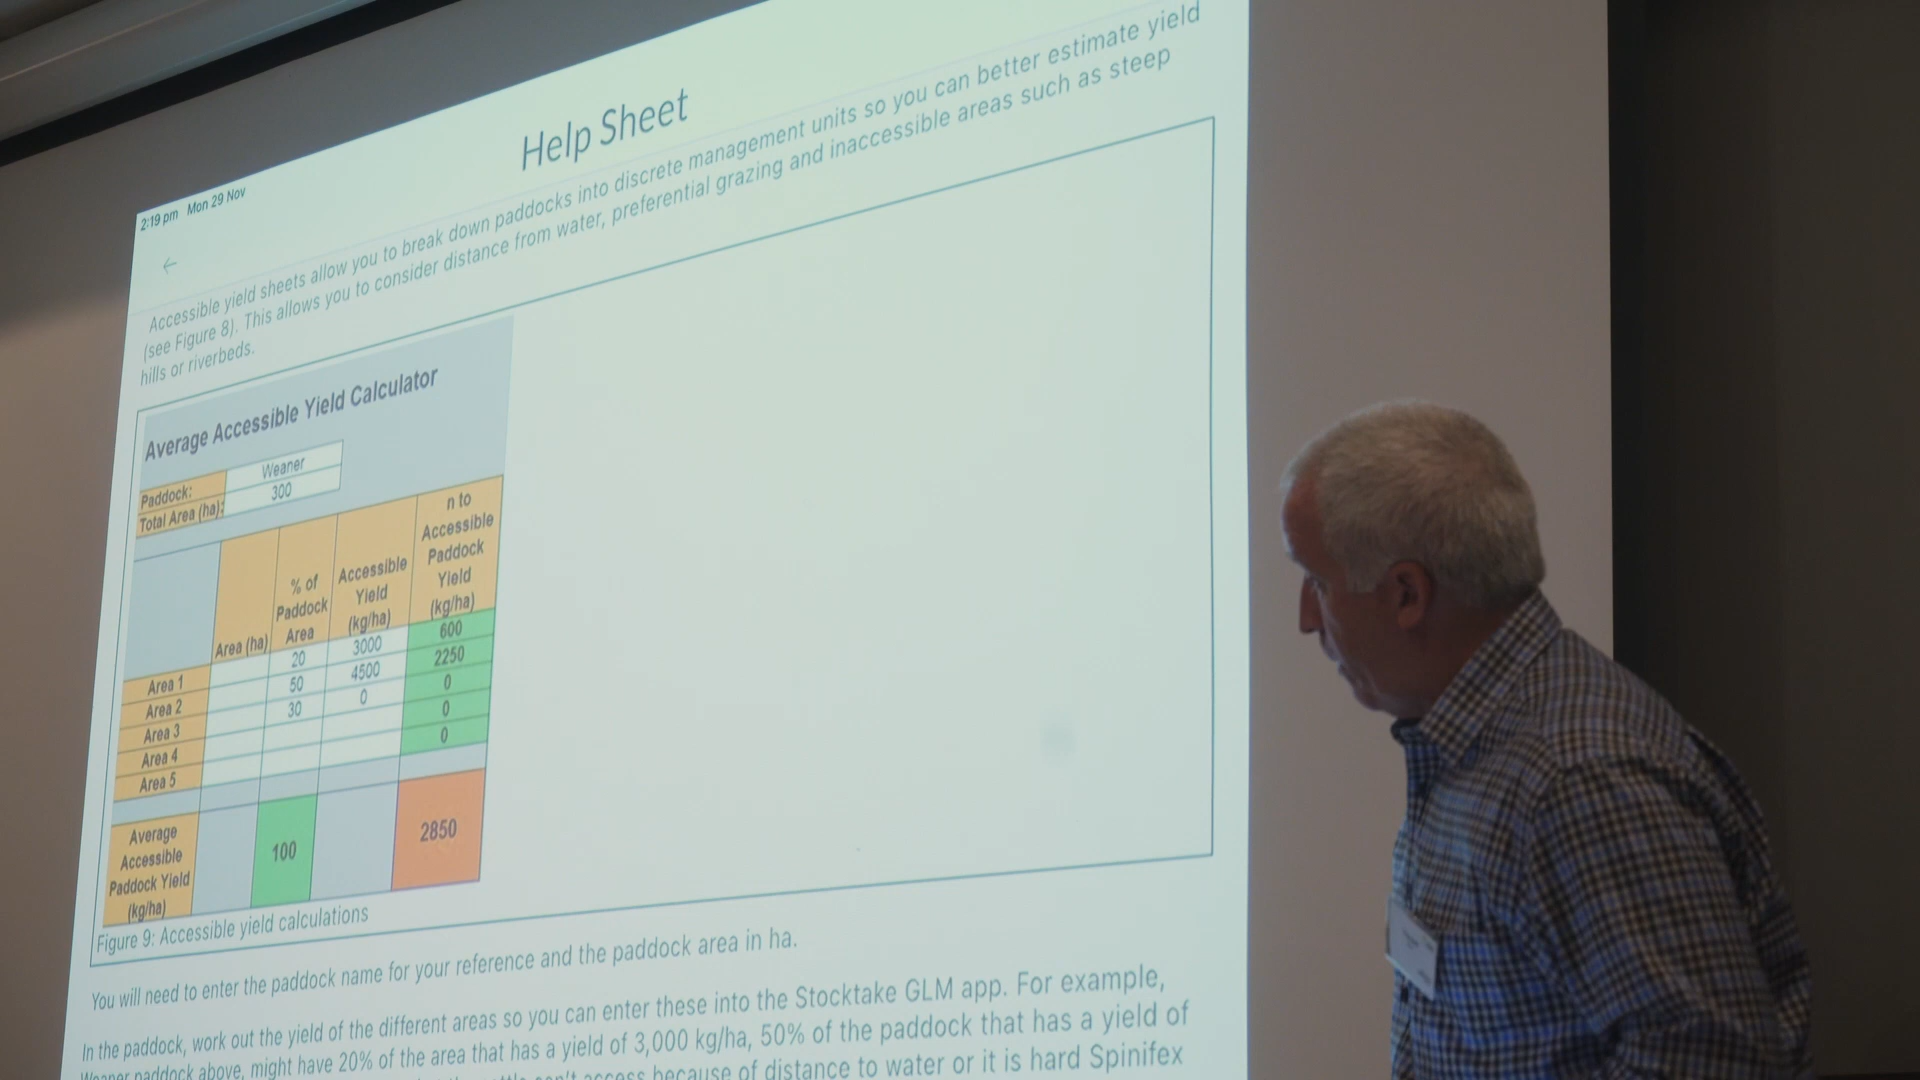 2:19 pm Mon 29 Nov
Help Sheet
←
Accessible yield sheets allow you to break down paddocks into discrete management units so you can better estimate yield
(see Figure 8). This allows you to consider distance from water, preferential grazing and inaccessible areas such as steep
hills or riverbeds.
Average Accessible Yield Calculator
Paddock: Weaner
Total Area (ha): 300
Area (ha)
% of
Paddock
Area
Accessible
Yield
(kg/ha)
n to
Accessible
Paddock
Yield
(kg/ha)
Area 1 20 3000 600
Area 2 50 4500 2250
Area 3 30 0 0
Area 4 0
Area 5 0
Average
Accessible
Paddock Yield
(kg/ha)
100
2850
Figure 9: Accessible yield calculations
You will need to enter the paddock name for your reference and the paddock area in ha.
In the paddock, work out the yield of the different areas so you can enter these into the Stocktake GLM app. For example,
Weaner paddock above, might have 20% of the area that has a yield of 3,000 kg/ha, 50% of the paddock that has a yield of
can't access because of distance to water or it is hard Spinifex